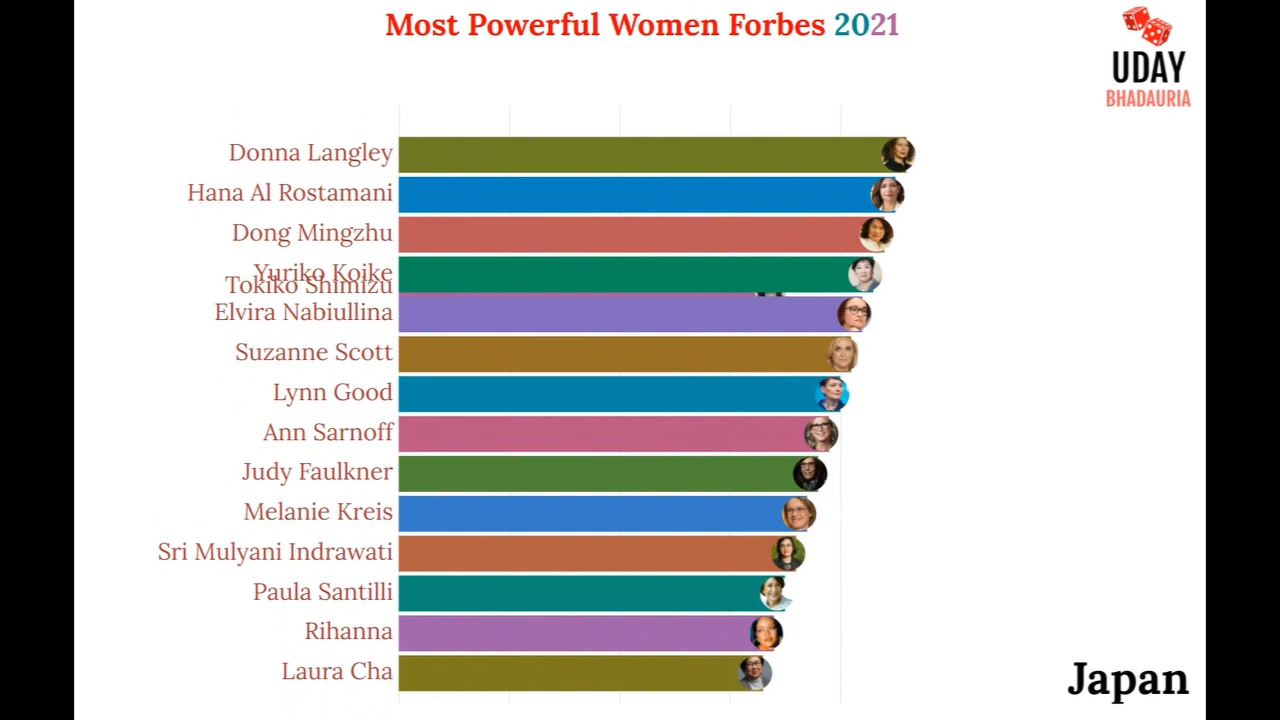 Most Powerful Women Forbes 2021
UDAY
BHADAURIA
Donna Langley
Hana Al Rostamani
Dong Mingzhu
Yuriko Koike
Tokiko Shimizu
Elvira Nabiullina
Suzanne Scott
Lynn Good
Ann Sarnoff
Judy Faulkner
Melanie Kreis
Sri Mulyani Indrawati
Paula Santilli
Rihanna
Laura Cha
Japan